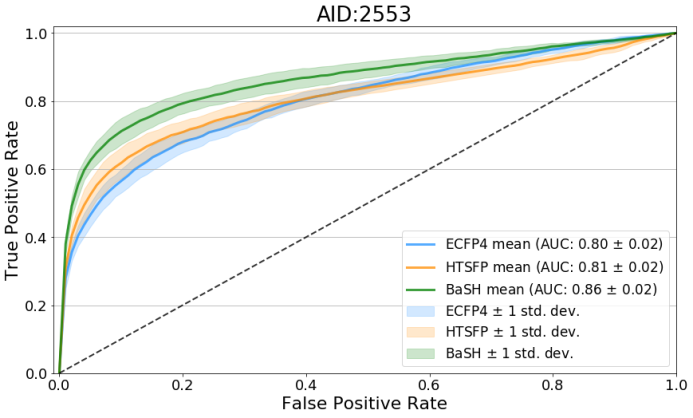 AID:2553
True Positive Rate
1.0
0.8
0.6
0.4
0.2
0.0
ECFP4 mean (AUC: 0.80 ± 0.02)
HTSFP mean (AUC: 0.81 ± 0.02)
BaSH mean (AUC: 0.86 ± 0.02)
ECFP4 ± 1 std. dev.
HTSFP ± 1 std. dev.
BaSH ± 1 std. dev.
0.0 0.2 0.4 0.6 0.8 1.0
False Positive Rate